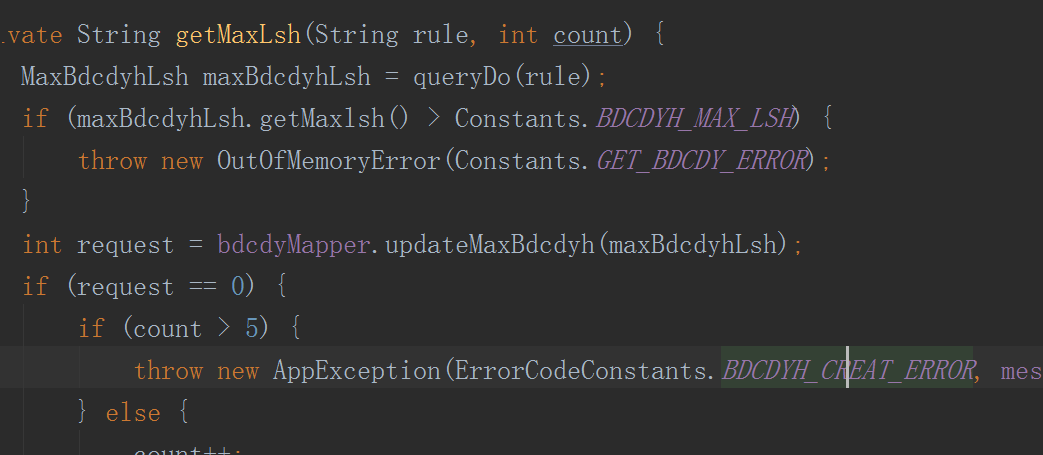 vate String getMaxLsh(String rule, int count) {
MaxBdcdyhLsh maxBdcdyhLsh = queryDo(rule);
if (maxBdcdyhLsh.getMaxlsh() > Constants.BDCDYH_MAX_LSH) {
throw new OutOfMemoryError(Constants.GET_BDCDY_ERROR);
}
int request = bdcdyMapper.updateMaxBdcdyh(maxBdcdyhLsh);
if (request == 0) {
if (count > 5) {
throw new AppException(ErrorCodeConstants.BDCDYH_CREAT_ERROR, mes
} else {
count++;